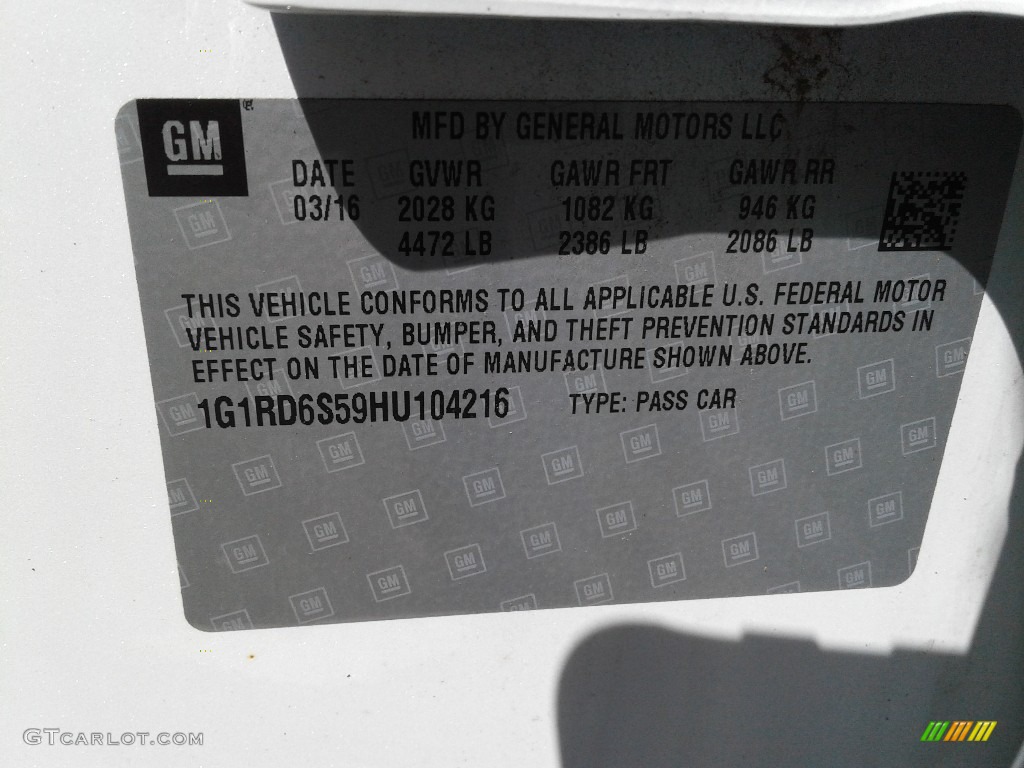 GM
MFD BY GENERAL MOTORS LLC
DATE GVWR GAWR FRT GAWR RR
03/16 2028 KG 1082 KG 946 KG
4472 LB 2386 LB 2086 LB
THIS VEHICLE CONFORMS TO ALL APPLICABLE U.S. FEDERAL MOTOR
VEHICLE SAFETY, BUMPER, AND THEFT PREVENTION STANDARDS IN
EFFECT ON THE DATE OF MANUFACTURE SHOWN ABOVE.
1G1RD6S59HU104216 TYPE: PASS CAR
GTCARLOT.COM